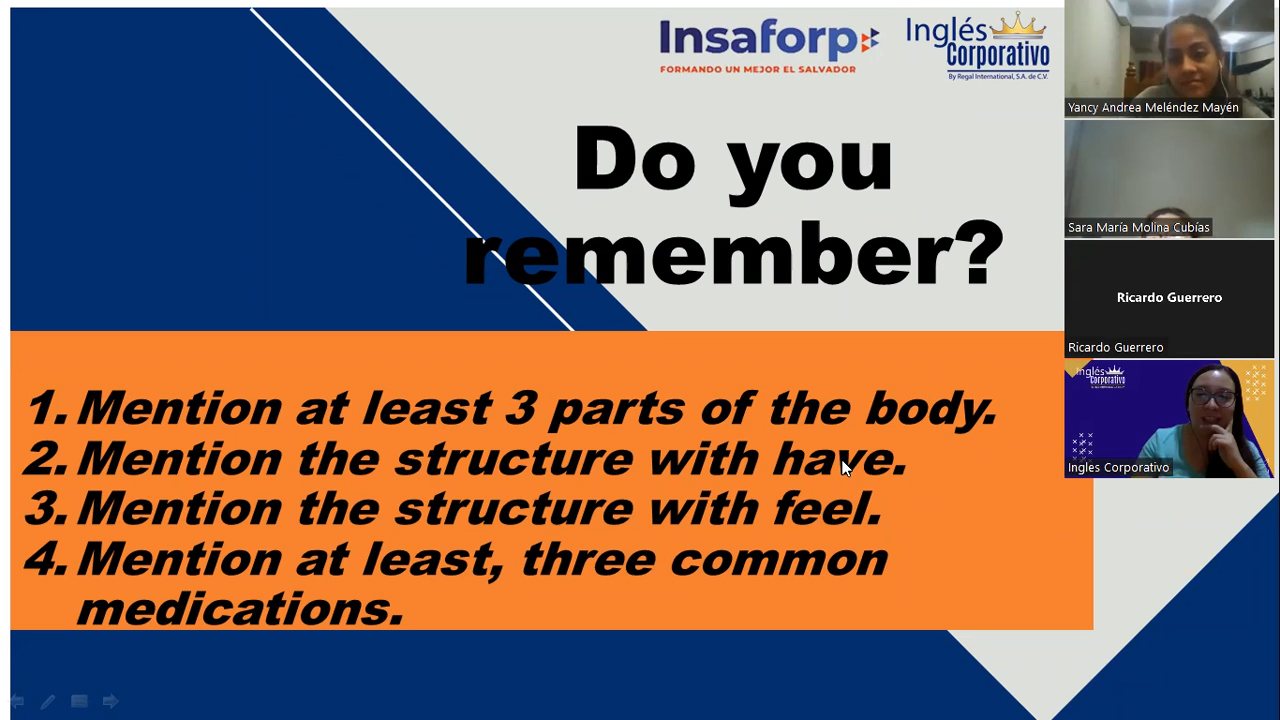 Insaforp
FORMANDO UN MEJOR EL SALVADOR
Inglés
Corporativo
By Regal International, S.A. de C.V.
Do you
remember?
1. Mention at least 3 parts of the body.
2. Mention the structure with have.
3. Mention the structure with feel.
4. Mention at least, three common
medications.
Yancy Andrea Meléndez Mayén
Sara María Molina Cubías
Ricardo Guerrero
Ricardo Guerrero
Inglés
Corporativo
Ingles Corporativo